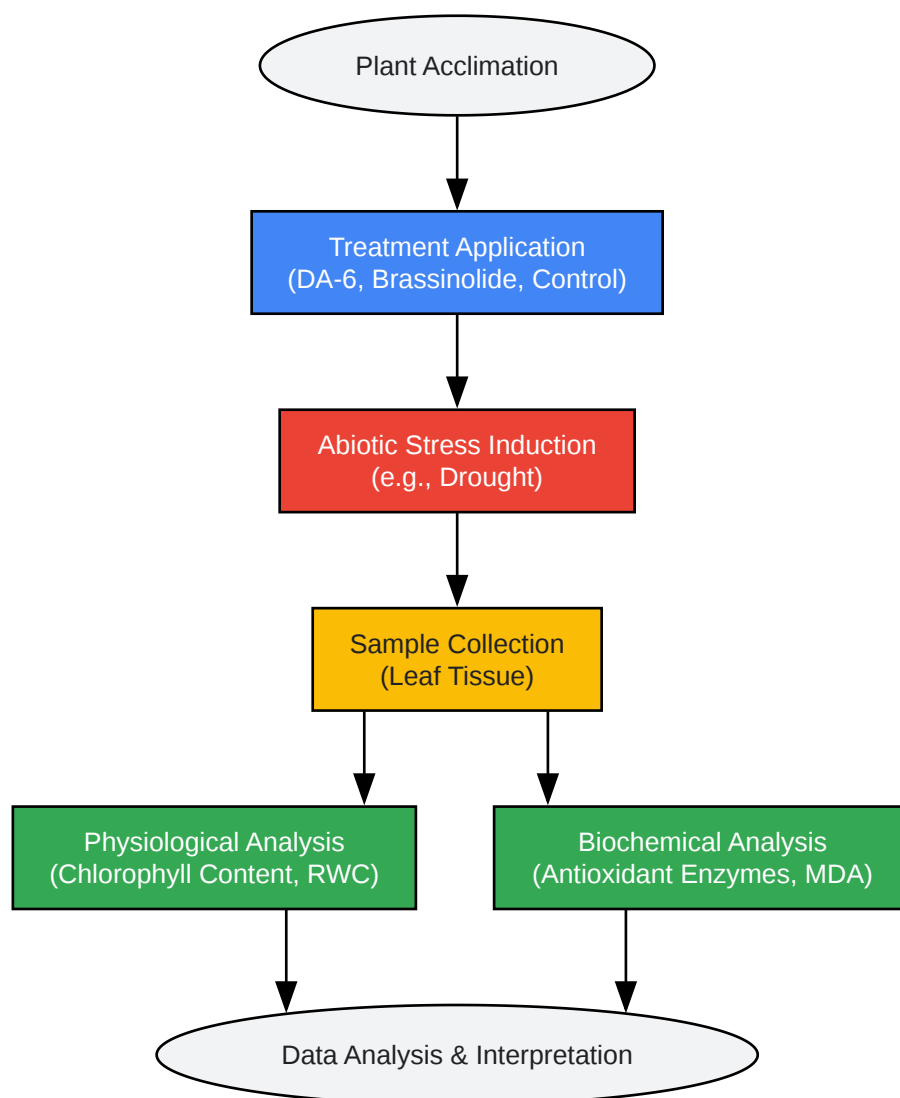 Plant Acclimation
Treatment Application
(DA-6, Brassinolide, Control)
Abiotic Stress Induction
(e.g., Drought)
Sample Collection
(Leaf Tissue)
Physiological Analysis
(Chlorophyll Content, RWC)
Biochemical Analysis
(Antioxidant Enzymes, MDA)
Data Analysis & Interpretation